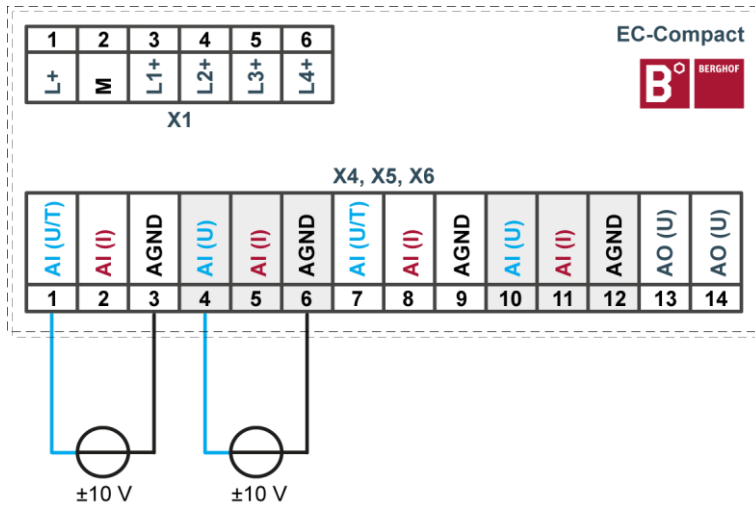 1 2 3 4 5 6
EC-Compact
L+ M L1+ L2+ L3+ L4+
B BERGHOF
X1
X4, X5, X6
AI (U/T) AI (I) AGND AI (U) AI (I) AGND AI (U/T) AI (I) AGND AI (U) AI (I) AGND AO (U) AO (U)
1 2 3 4 5 6 7 8 9 10 11 12 13 14
±10 V ±10 V